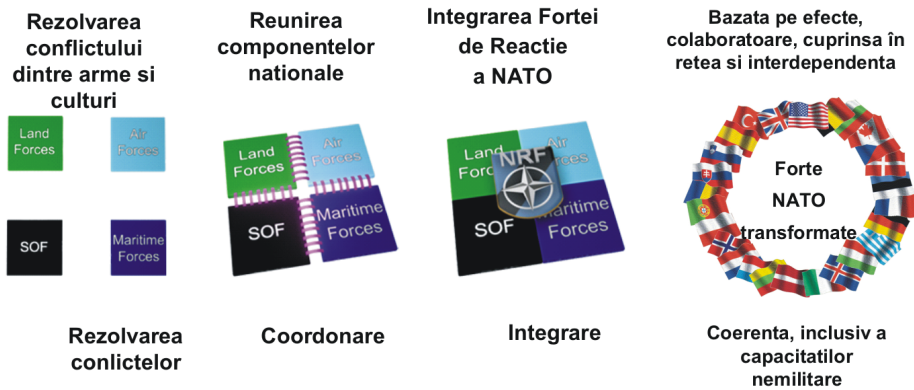 Rezolvarea
conflictului
dintre arme si
culturi
Land
Forces
Air
Forces
SOF
Maritime
Forces
Rezolvarea
conlictelor
Reunirea
componentelor
nationale
Land
Forces
Air
Forces
SOF
Maritime
Forces
Coordonare
Integrarea Fortei
de Reactie
a NATO
Land
Forces
Air
Forces
NRF
SOF
Maritime
Forces
Integrare
Bazata pe efecte,
colaboratoare, cuprinsa în
retea si interdependenta
Forte
NATO
transformate
Coerenta, inclusiv a
capacitatilor
nemilitare